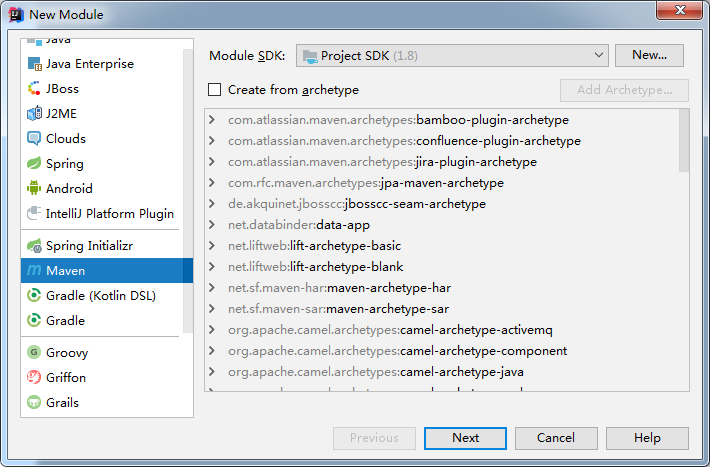 New Module
Java
Java Enterprise
JBoss
J2ME
Clouds
Spring
Android
IntelliJ Platform Plugin
Spring Initializr
Maven
Gradle (Kotlin DSL)
Gradle
Groovy
Griffon
Grails
Module SDK: Project SDK (1.8) New...
Create from archetype Add Archetype...
com.atlassian.maven.archetypes:bamboo-plugin-archetype
com.atlassian.maven.archetypes:confluence-plugin-archetype
com.atlassian.maven.archetypes:jira-plugin-archetype
com.rfc.maven.archetypes:jpa-maven-archetype
de.akquinet.jbosscc:jbosscc-seam-archetype
net.databinder:data-app
net.liftweb:lift-archetype-basic
net.liftweb:lift-archetype-blank
net.sf.maven-har:maven-archetype-har
net.sf.maven-sar:maven-archetype-sar
org.apache.camel.archetypes:camel-archetype-activemq
org.apache.camel.archetypes:camel-archetype-component
org.apache.camel.archetypes:camel-archetype-java
Previous Next Cancel Help